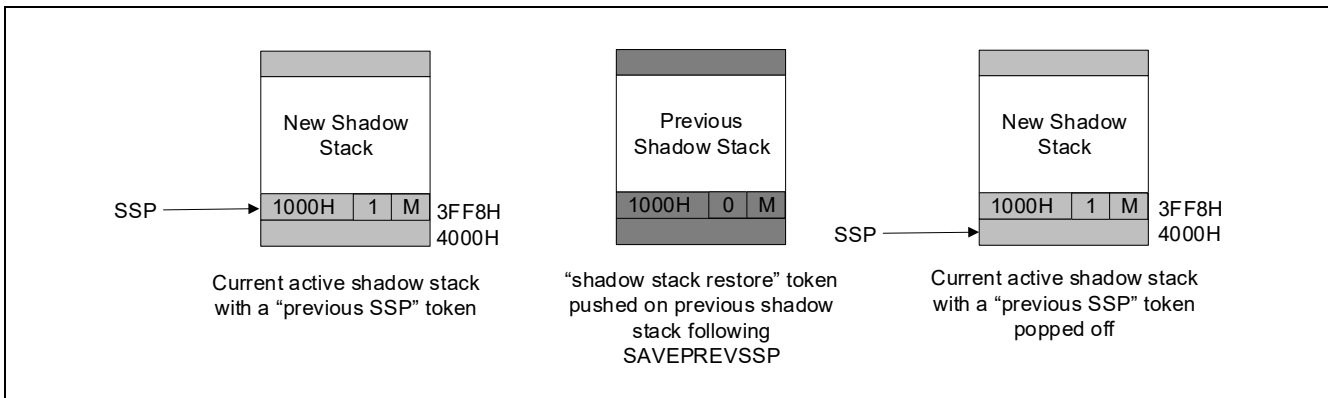 New Shadow
Stack
SSP
1000H 1 M
3FF8H
4000H
Current active shadow stack
with a “previous SSP” token
Previous
Shadow Stack
1000H 0 M
“shadow stack restore” token
pushed on previous shadow
stack following
SAVEPREVSSP
New Shadow
Stack
1000H 1 M
3FF8H
SSP
4000H
Current active shadow stack
with a “previous SSP” token
popped off